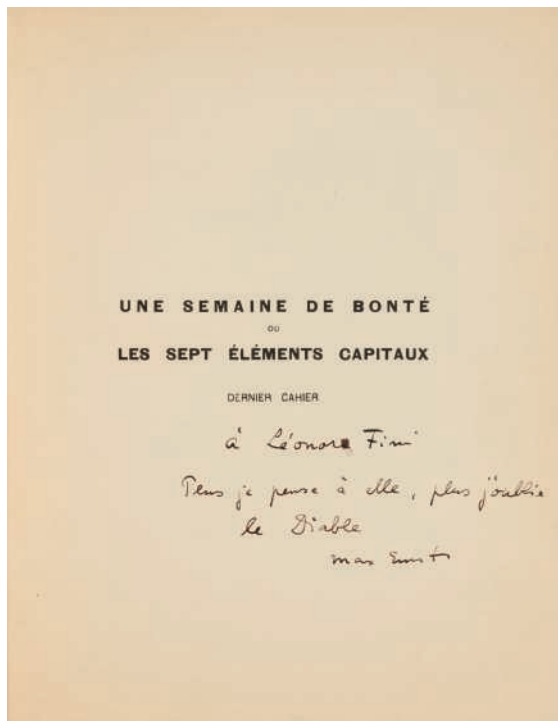 UNE SEMAINE DE BONTÉ
OU
LES SEPT ÉLÉMENTS CAPITAUX
DERNIER CAHIER
à Léonore Fini
Plus je pense à elle, plus j'oublie
le Diable
max Ernst